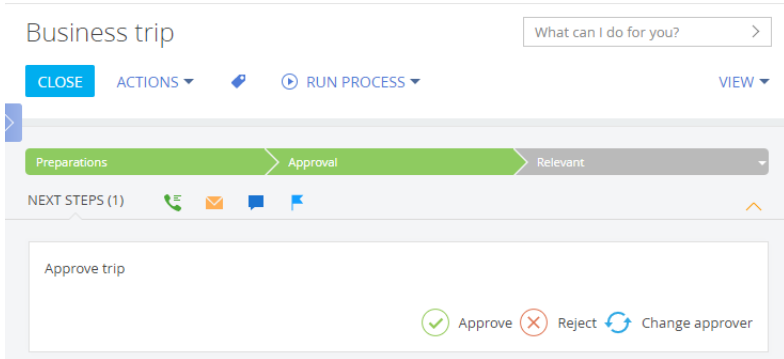 Business trip
What can I do for you?
CLOSE ACTIONS RUN PROCESS VIEW
Preparations Approval Relevant
NEXT STEPS (1)
Approve trip
Approve Reject Change approver